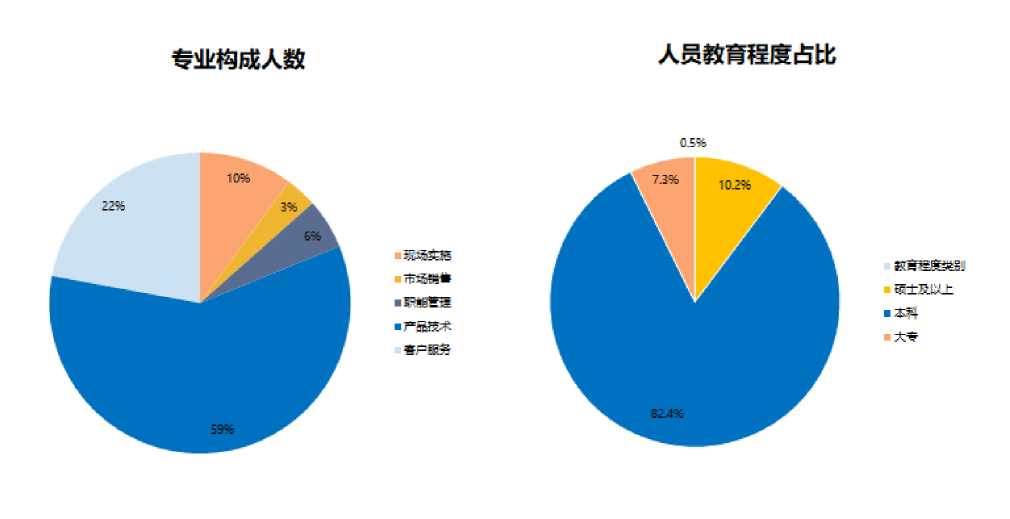 专业构成人数
10%
3%
6%
22%
59%
现场实施
市场销售
职能管理
产品技术
客户服务
人员教育程度占比
0.5%
7.3%
10.2%
82.4%
教育程度类别
硕士及以上
本科
大专